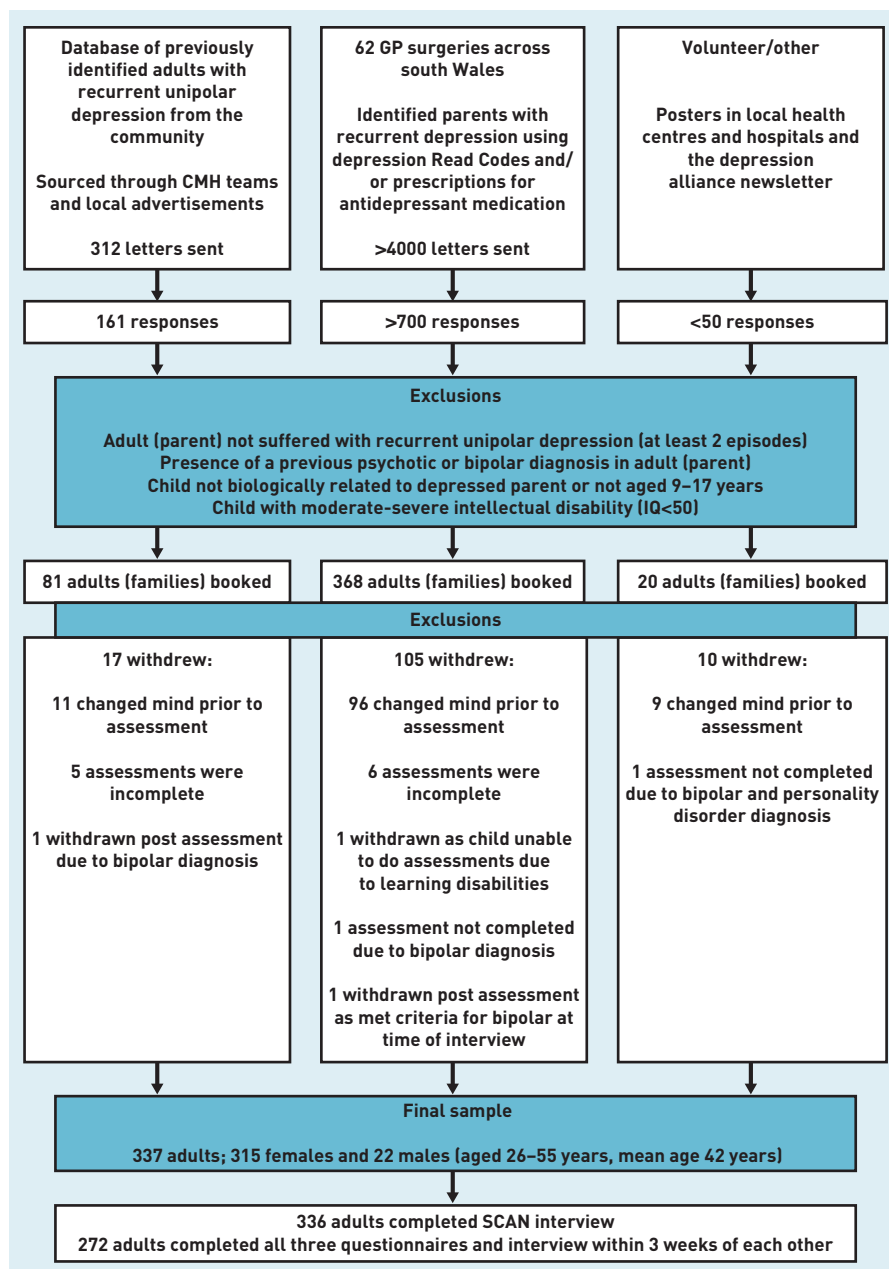 Database of previously
identified adults with
recurrent unipolar
depression from the
community
Sourced through CMH teams
and local advertisements
312 letters sent
62 GP surgeries across
south Wales
Identified parents with
recurrent depression using
depression Read Codes and/
or prescriptions for
antidepressant medication
>4000 letters sent
Volunteer/other
Posters in local health
centres and hospitals and
the depression
alliance newsletter
161 responses
>700 responses
<50 responses
Exclusions
Adult (parent) not suffered with recurrent unipolar depression (at least 2 episodes)
Presence of a previous psychotic or bipolar diagnosis in adult (parent)
Child not biologically related to depressed parent or not aged 9–17 years
Child with moderate-severe intellectual disability (IQ<50)
81 adults (families) booked
368 adults (families) booked
20 adults (families) booked
Exclusions
17 withdrew:
11 changed mind prior to
assessment
5 assessments were
incomplete
1 withdrawn post assessment
due to bipolar diagnosis
105 withdrew:
96 changed mind prior to
assessment
6 assessments were
incomplete
1 withdrawn as child unable
to do assessments due
to learning disabilities
1 assessment not completed
due to bipolar diagnosis
1 withdrawn post assessment
as met criteria for bipolar at
time of interview
10 withdrew:
9 changed mind prior to
assessment
1 assessment not completed
due to bipolar and personality
disorder diagnosis
Final sample
337 adults; 315 females and 22 males (aged 26–55 years, mean age 42 years)
336 adults completed SCAN interview
272 adults completed all three questionnaires and interview within 3 weeks of each other